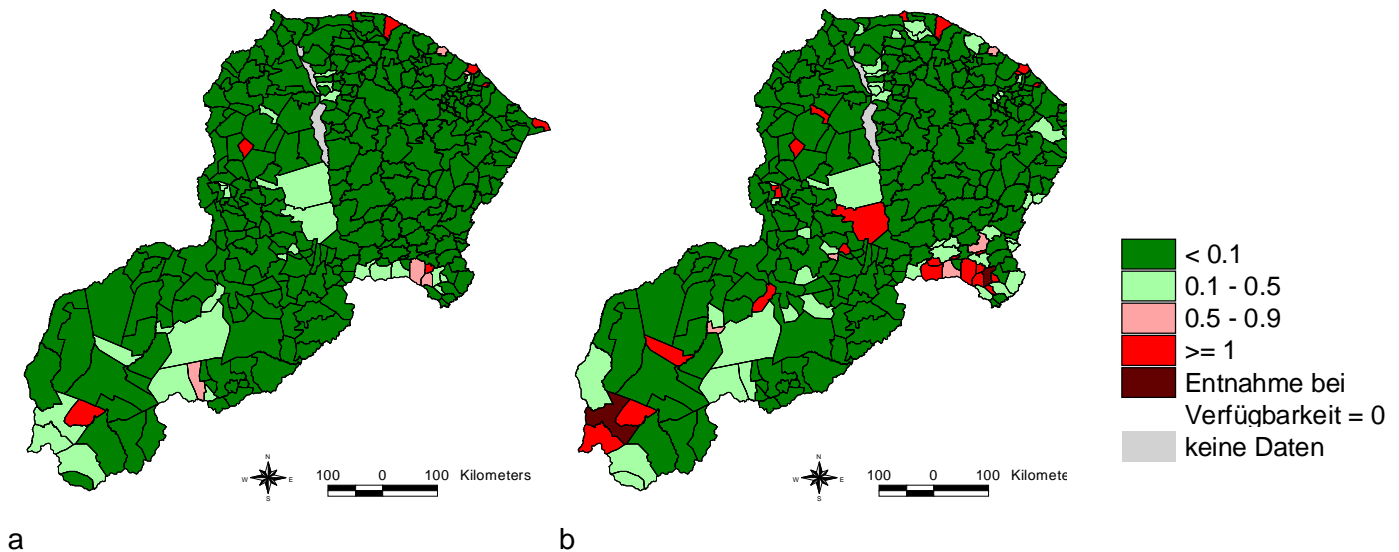 < 0.1
0.1 - 0.5
0.5 - 0.9
>= 1
Entnahme bei
Verfügbarkeit = 0
keine Daten
N
W E
S
100 0 100 Kilometers
N
W E
S
100 0 100 Kilomete
a b